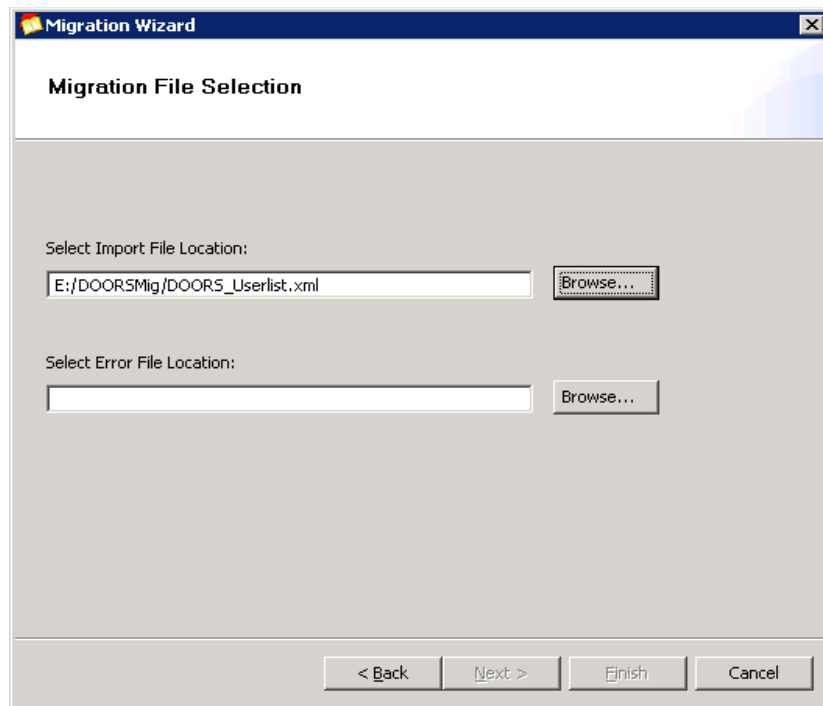 Migration Wizard
Migration File Selection
Select Import File Location:
E:/DOORSMig/DOORS_Userlist.xml
Browse...
Select Error File Location:
Browse...
< Back
Next >
Finish
Cancel